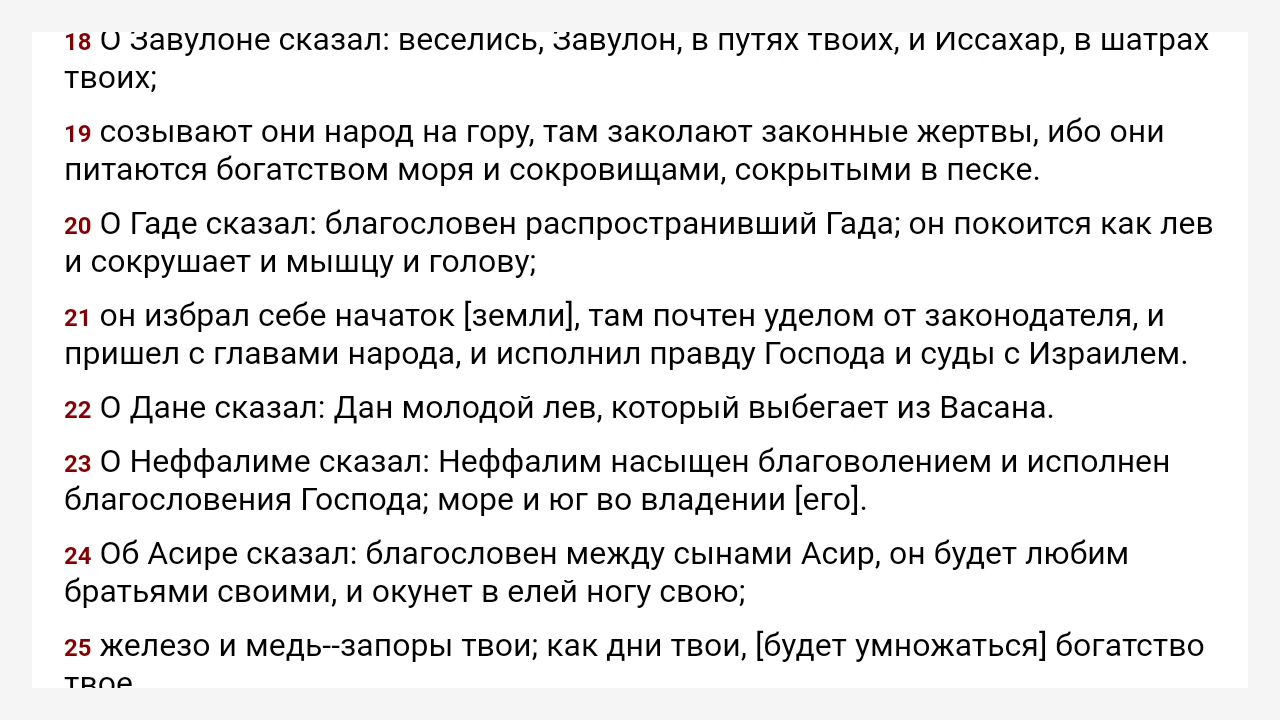 18 О Завулоне сказал: веселись, Завулон, в путях твоих, и Иссахар, в шатрах
твоих;
19 созывают они народ на гору, там заколают законные жертвы, ибо они
питаются богатством моря и сокровищами, сокрытыми в песке.
20 О Гаде сказал: благословен распространивший Гада; он покоится как лев
и сокрушает и мышцу и голову;
21 он избрал себе начаток [земли], там почтен уделом от законодателя, и
пришел с главами народа, и исполнил правду Господа и суды с Израилем.
22 О Дане сказал: Дан молодой лев, который выбегает из Васана.
23 О Неффалиме сказал: Неффалим насыщен благоволением и исполнен
благословения Господа; море и юг во владении [его].
24 Об Асире сказал: благословен между сынами Асир, он будет любим
братьями своими, и окунет в елей ногу свою;
25 железо и медь--запоры твои; как дни твои, [будет умножаться] богатство
твое